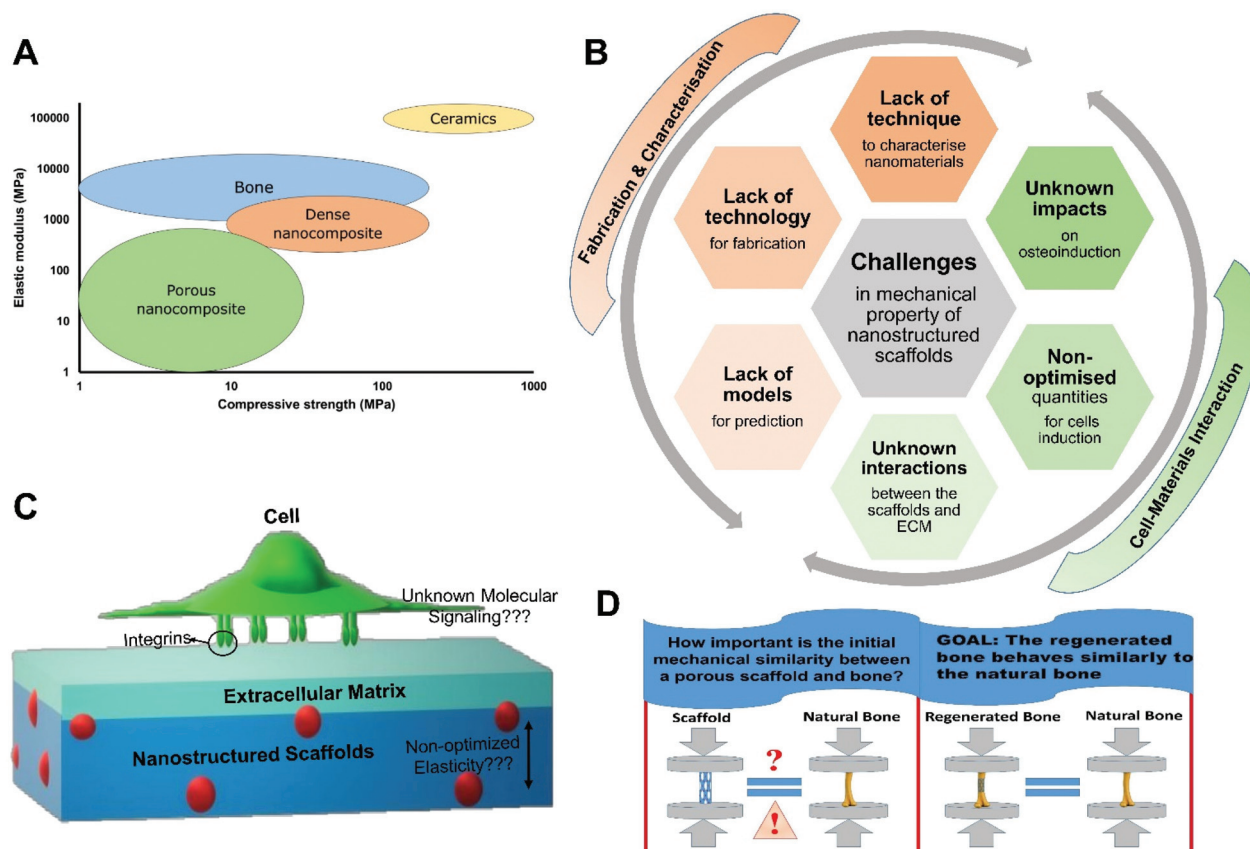 A
Elastic modulus (MPa)
100000
10000
1000
100
10
1
Ceramics
Bone
Dense
nanocomposite
Porous
nanocomposite
1
10
100
1000
Compressive strength (MPa)
B
Fabrication & Characterisation
Lack of
technique
to characterise
nanomaterials
Lack of
technology
for fabrication
Unknown
impacts
on
osteoinduction
Challenges
in mechanical
property of
nanostructured
scaffolds
Lack of
models
for prediction
Non-
optimised
quantities
for cells
induction
Unknown
interactions
between the
scaffolds and
ECM
Cell-Materials Interaction
C
Cell
Unknown Molecular
Signaling???
Integrins
Extracellular Matrix
Nanostructured Scaffolds
Non-optimized
Elasticity???
D
How important is the initial
mechanical similarity between
a porous scaffold and bone?
GOAL: The regenerated
bone behaves similarly to
the natural bone
Scaffold
Natural Bone
Regenerated Bone
Natural Bone
?
!